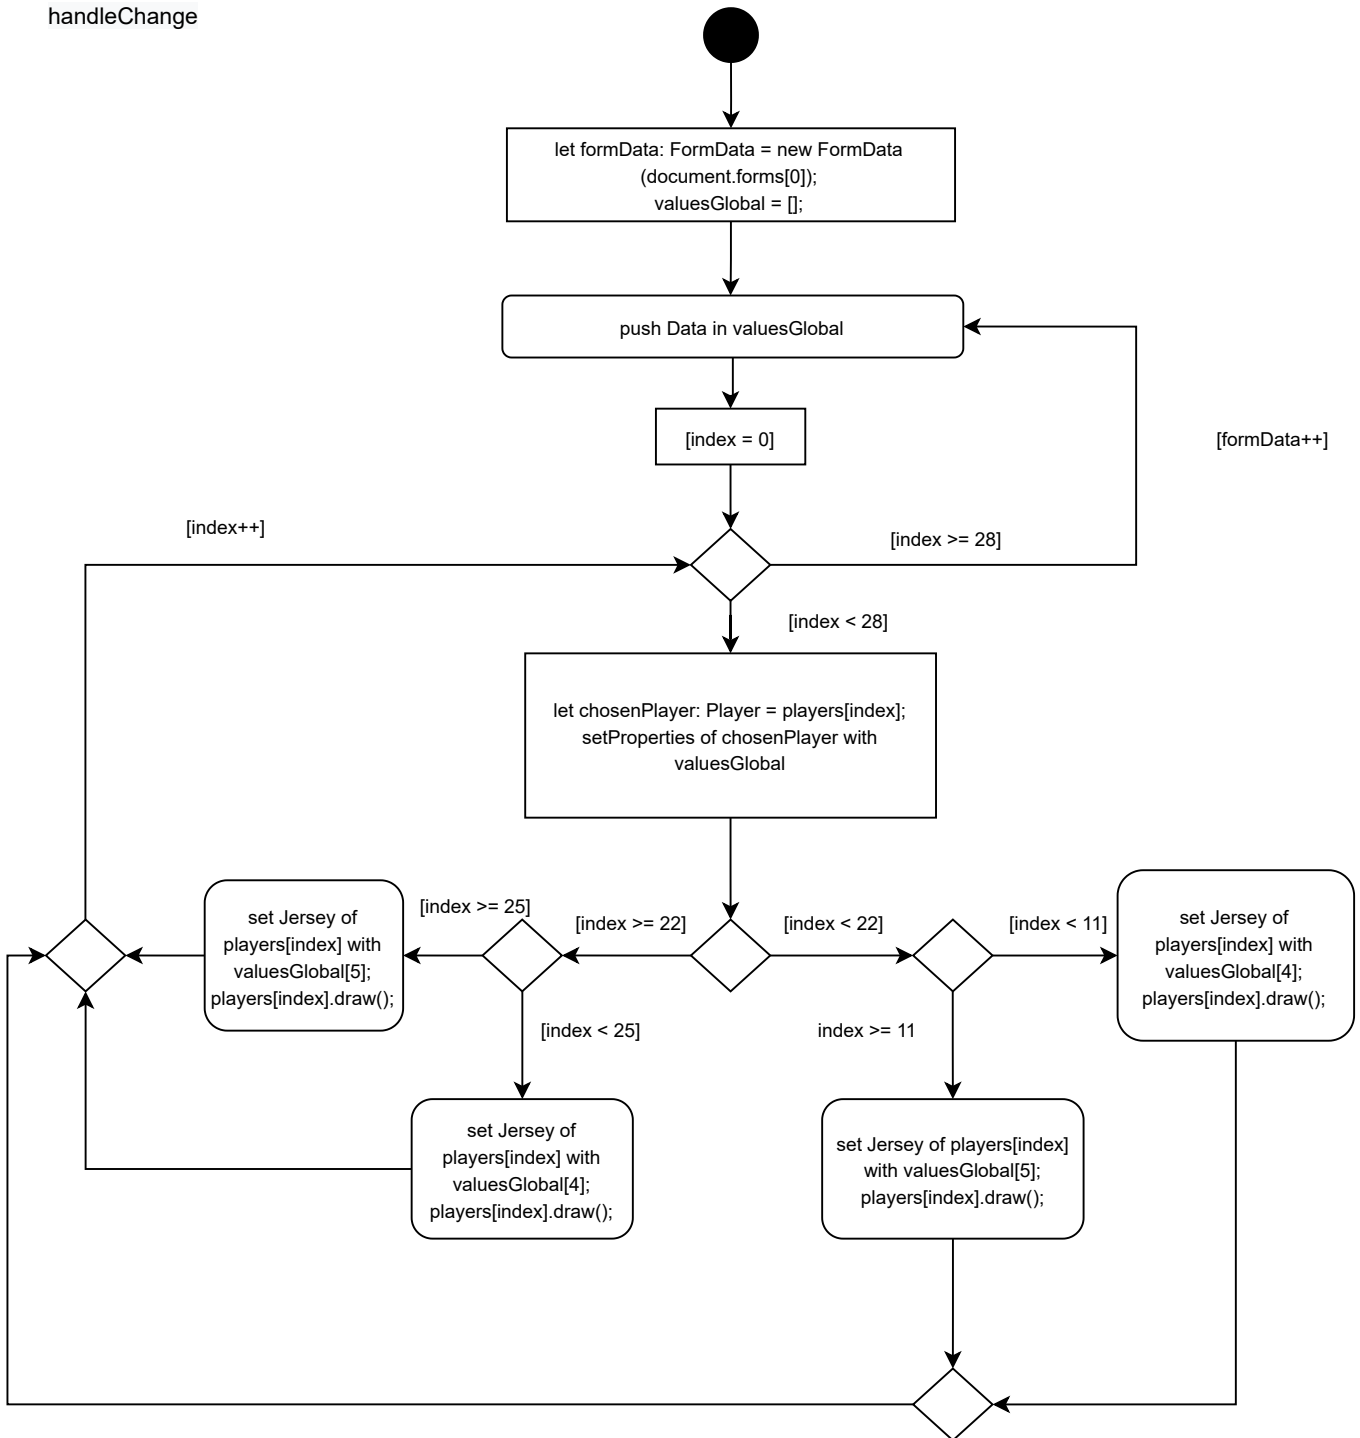 handleChange
let formData: FormData = new FormData
(document.forms[0]);
valuesGlobal = [];
push Data in valuesGlobal
[index = 0]
[formData++]
[index++]
[index >= 28]
[index < 28]
let chosenPlayer: Player = players[index];
setProperties of chosenPlayer with
valuesGlobal
set Jersey of
players[index] with
valuesGlobal[5];
players[index].draw();
[index >= 25]
[index >= 22]
[index < 22]
[index < 11]
set Jersey of
players[index] with
valuesGlobal[4];
players[index].draw();
[index < 25]
index >= 11
set Jersey of
players[index] with
valuesGlobal[4];
players[index].draw();
set Jersey of players[index]
with valuesGlobal[5];
players[index].draw();